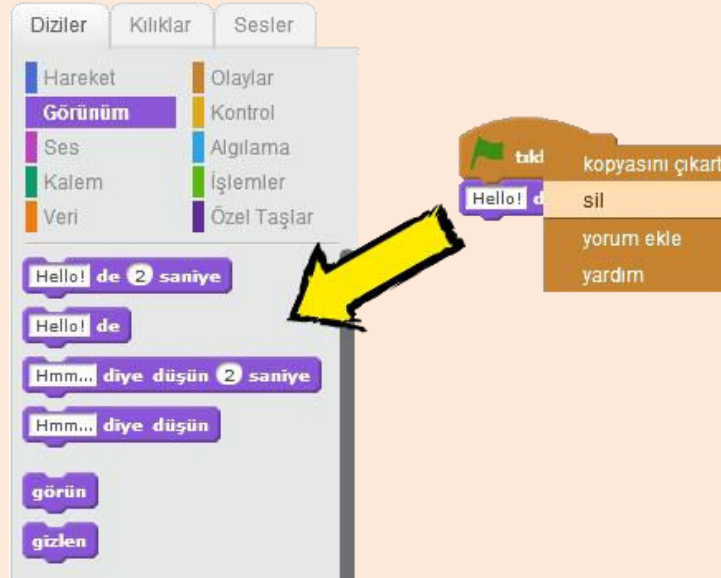 Diziler Kılıklar Sesler
Hareket Olaylar
Görünüm Kontrol
Ses Algılama
Kalem İşlemler
Veri Özel Taşlar
Hello! de 2 saniye
Hello! de
Hmm... diye düşün 2 saniye
Hmm... diye düşün
görün
gizlen
kopyasını çıkart
Hello!
sil
yorum ekle
yardım